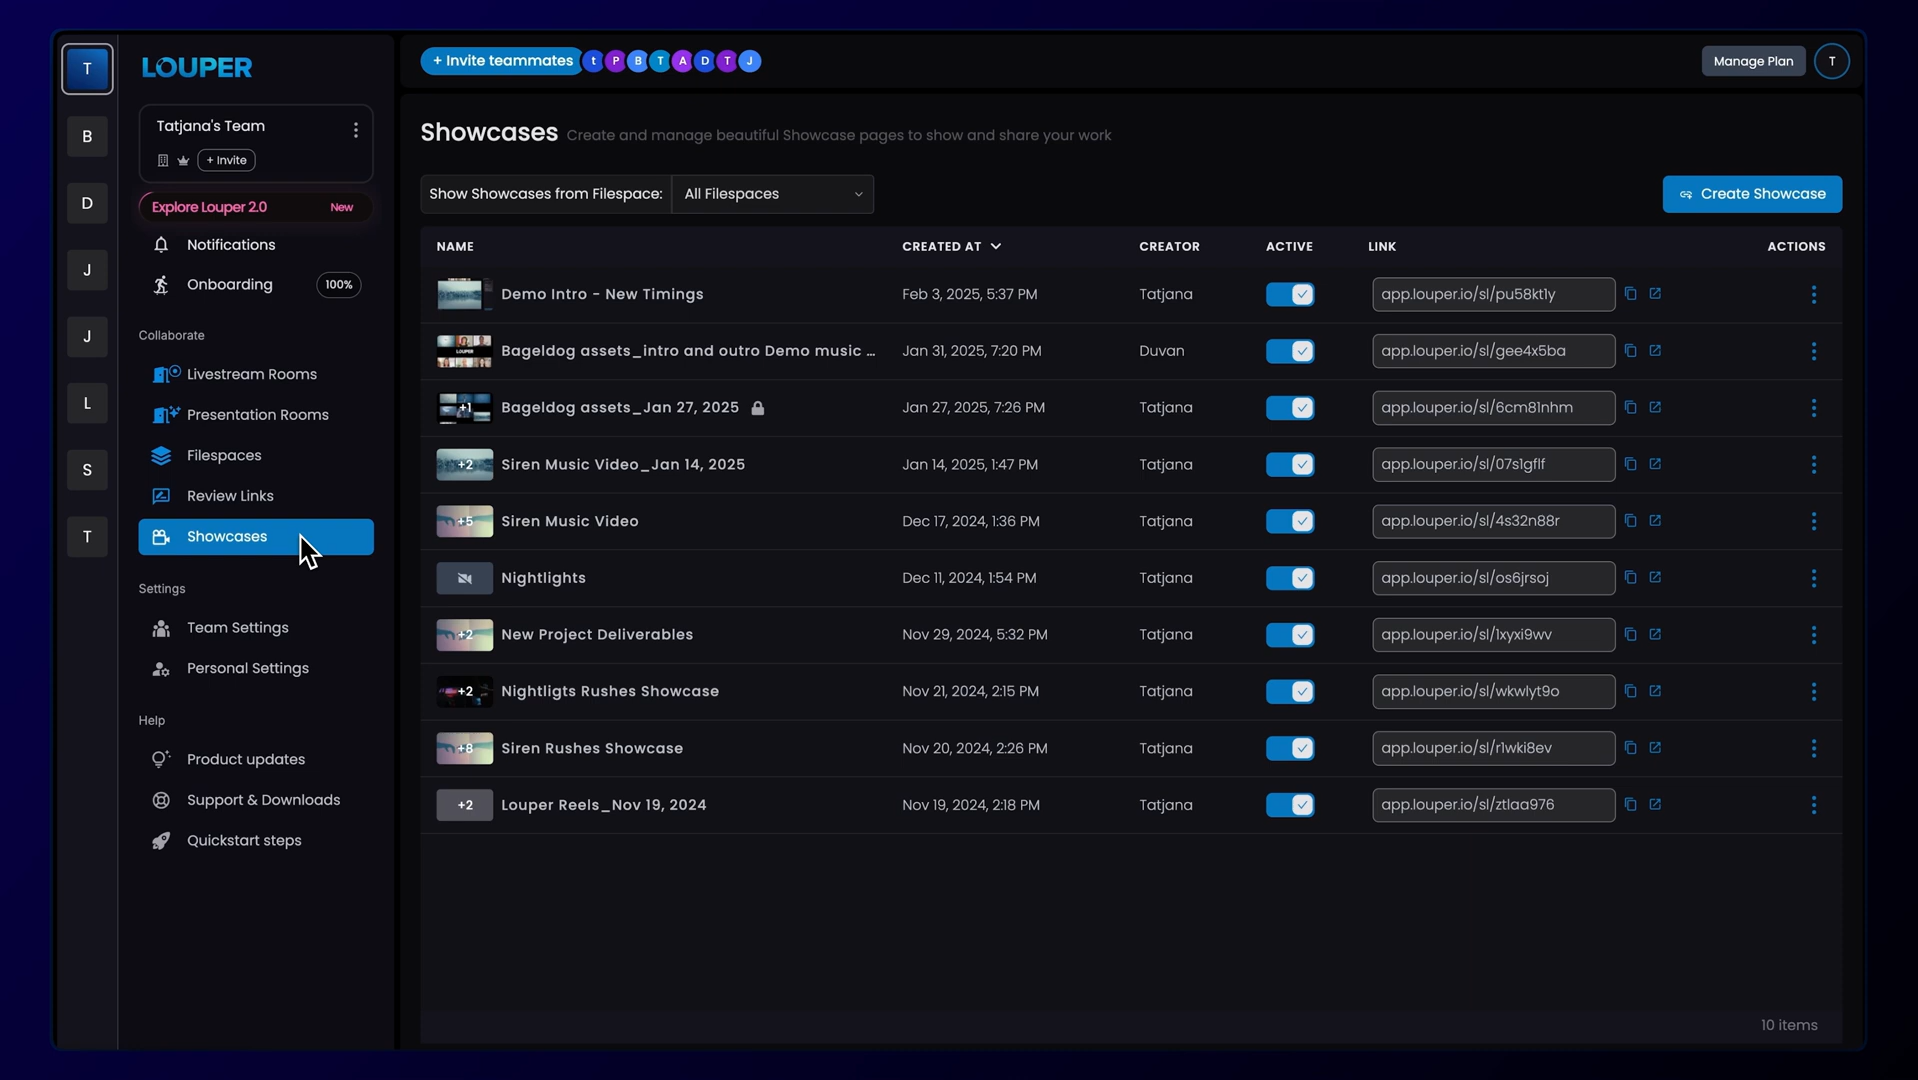 T
B
D
J
J
L
S
T
LOUPER
Tatjana's Team
+ Invite
Explore Louper 2.0 New
Notifications
Onboarding 100%
Collaborate
Livestream Rooms
Presentation Rooms
Filespaces
Review Links
Showcases
Settings
Team Settings
Personal Settings
Help
Product updates
Support & Downloads
Quickstart steps
+ Invite teammates t P B T A D T J
Manage Plan T
Showcases Create and manage beautiful Showcase pages to show and share your work
Show Showcases from Filespace: All Filespaces
Create Showcase
NAME CREATED AT CREATOR ACTIVE LINK ACTIONS
Demo Intro - New Timings Feb 3, 2025, 5:37 PM Tatjana app.louper.io/sl/pu58kt1y
LOUPER Bageldog assets_intro and outro Demo music ... Jan 31, 2025, 7:20 PM Duvan app.louper.io/sl/gee4x5ba
+1 Bageldog assets_Jan 27, 2025 Jan 27, 2025, 7:26 PM Tatjana app.louper.io/sl/6cm81nhm
+2 Siren Music Video_Jan 14, 2025 Jan 14, 2025, 1:47 PM Tatjana app.louper.io/sl/07s1gflf
+5 Siren Music Video Dec 17, 2024, 1:36 PM Tatjana app.louper.io/sl/4s32n88r
Nightlights Dec 11, 2024, 1:54 PM Tatjana app.louper.io/sl/os6jrsoj
+2 New Project Deliverables Nov 29, 2024, 5:32 PM Tatjana app.louper.io/sl/1xyxi9wv
+2 Nightligts Rushes Showcase Nov 21, 2024, 2:15 PM Tatjana app.louper.io/sl/wkwlyt9o
+8 Siren Rushes Showcase Nov 20, 2024, 2:26 PM Tatjana app.louper.io/sl/r1wki8ev
+2 Louper Reels_Nov 19, 2024 Nov 19, 2024, 2:18 PM Tatjana app.louper.io/sl/ztlaa976
10 items